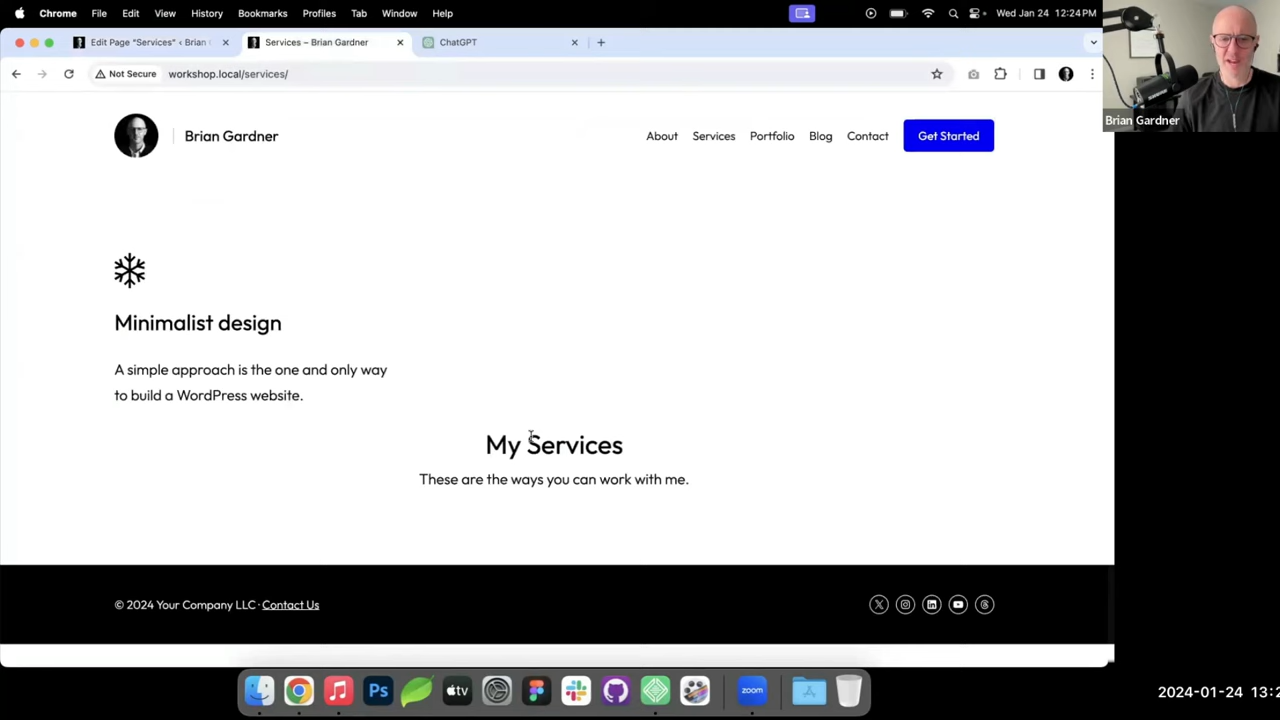 Chrome File Edit View History Bookmarks Profiles Tab Window Help Wed Jan 24 12:24 PM
Edit Page “Services” ‹ Brian Services – Brian Gardner ChatGPT
Not Secure workshop.local/services/
Brian Gardner
Brian Gardner About Services Portfolio Blog Contact Get Started
Minimalist design
A simple approach is the one and only way
to build a WordPress website.
My Services
These are the ways you can work with me.
© 2024 Your Company LLC · Contact Us
Ps tv zoom
2024-01-24 13:2